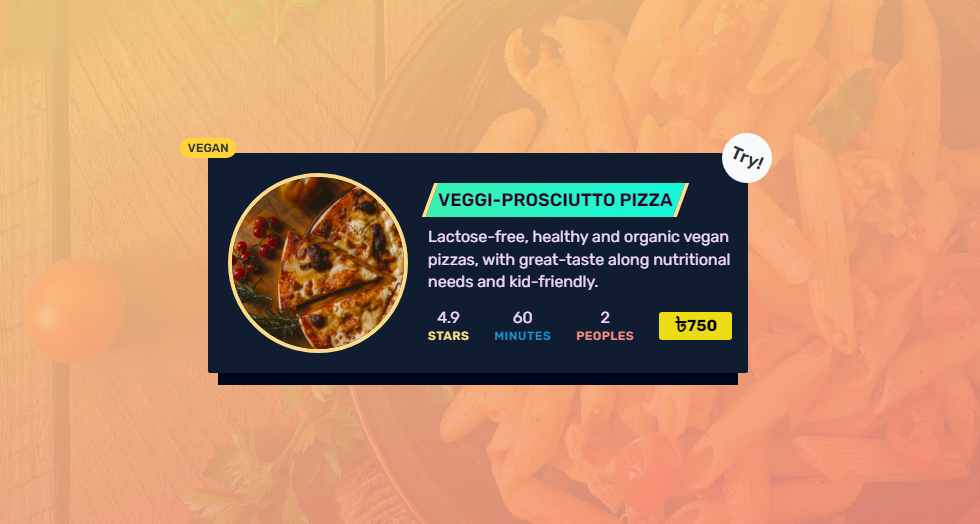 VEGAN
Try!
VEGGI-PROSCIUTTO PIZZA
Lactose-free, healthy and organic vegan
pizzas, with great-taste along nutritional
needs and kid-friendly.
4.9 60 2 ৳750
STARS MINUTES PEOPLES